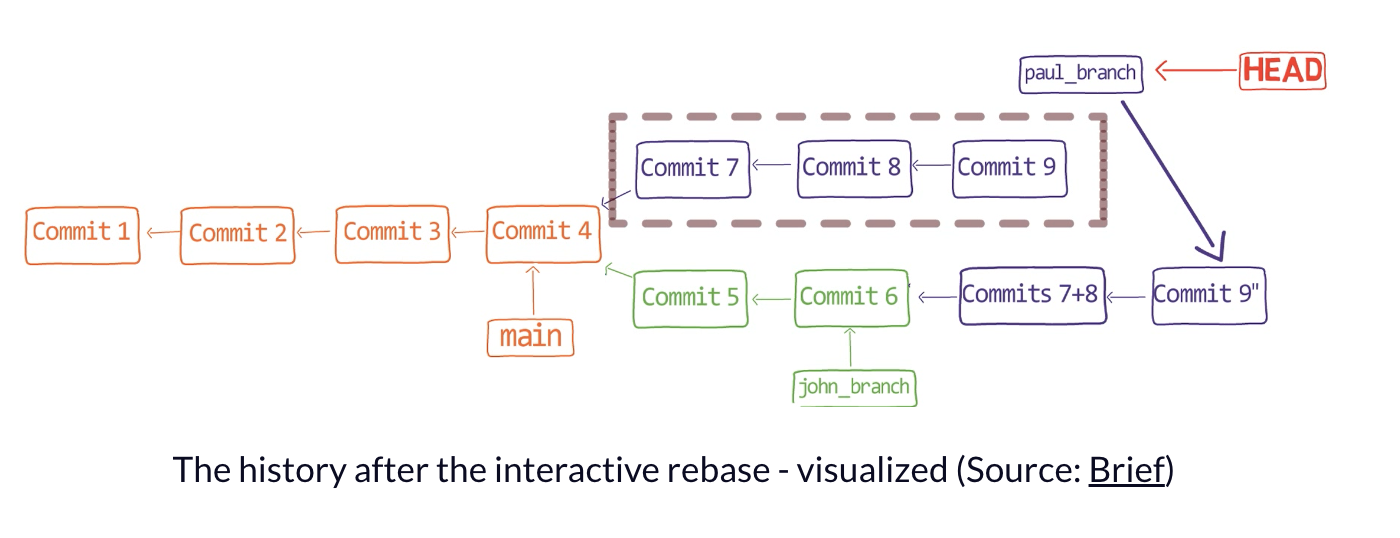 paul_branch
HEAD
Commit 7
Commit 8
Commit 9
Commit 1
Commit 2
Commit 3
Commit 4
Commit 5
Commit 6
Commits 7+8
Commit 9"
main
john_branch
The history after the interactive rebase - visualized (Source: Brief)